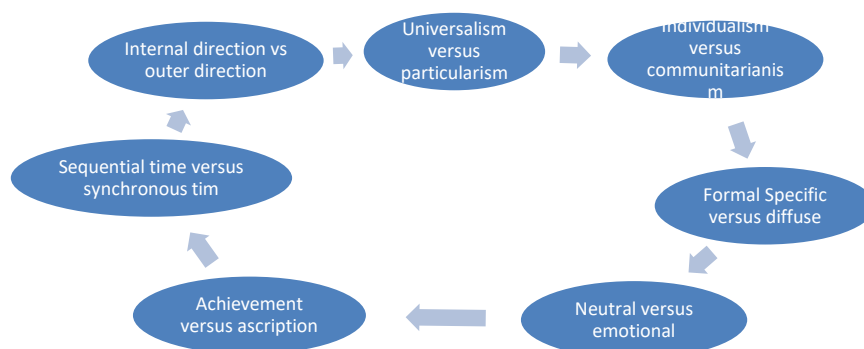 Universalism
versus
particularism
Individualism
versus
communitarianis
m
Formal Specific
versus diffuse
Neutral versus
emotional
Achievement
versus ascription
Sequential time versus
synchronous tim
Internal direction vs
outer direction